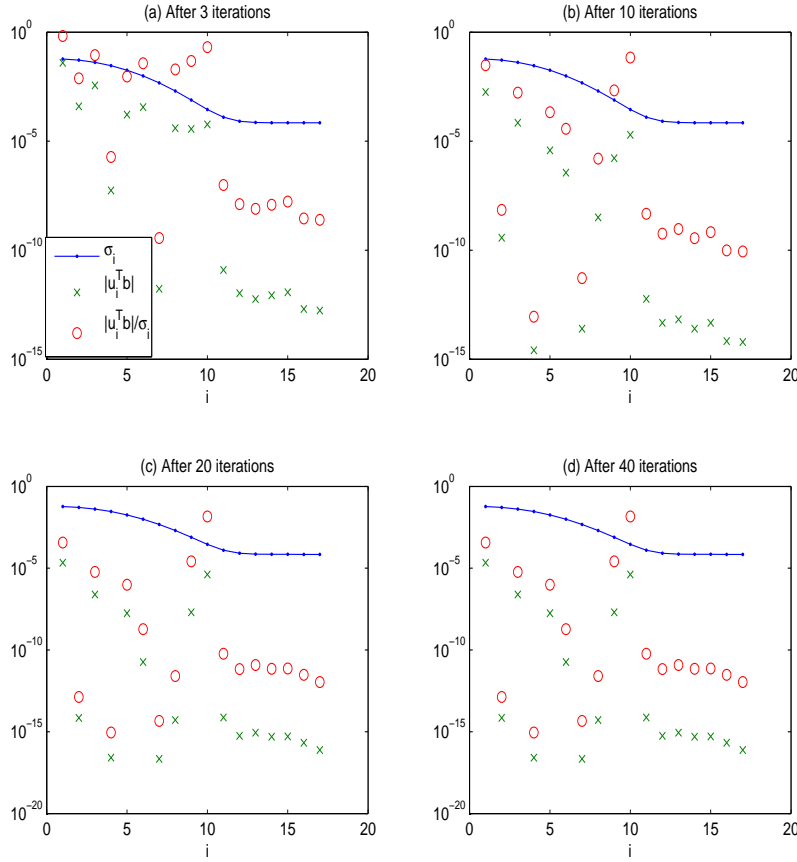 (a) After 3 iterations
10^0
10^-5
10^-10
10^-15
σ_i
|u_i^T b|
|u_i^T b|/σ_i
0 5 10 15 20
i
(b) After 10 iterations
10^0
10^-5
10^-10
10^-15
0 5 10 15 20
i
(c) After 20 iterations
10^0
10^-5
10^-10
10^-15
10^-20
0 5 10 15 20
i
(d) After 40 iterations
10^0
10^-5
10^-10
10^-15
10^-20
0 5 10 15 20
i